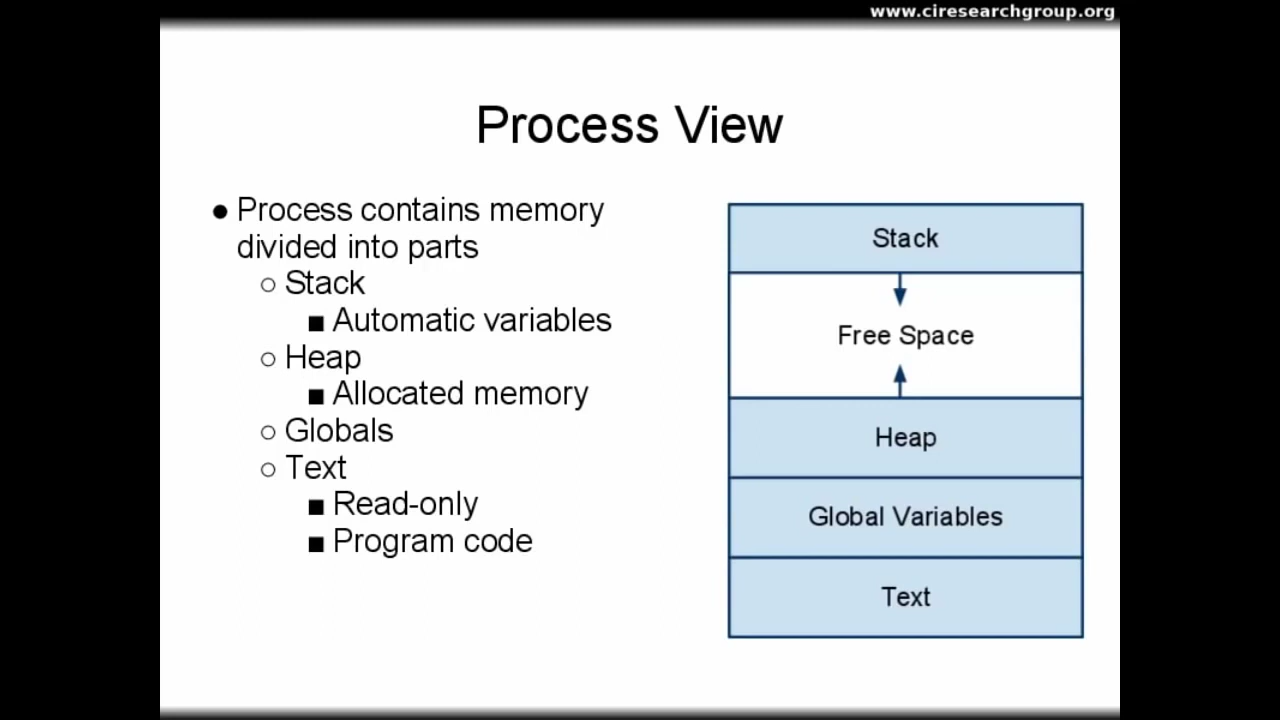 www.ciresearchgroup.org
Process View
● Process contains memory
divided into parts
○ Stack
■ Automatic variables
○ Heap
■ Allocated memory
○ Globals
○ Text
■ Read-only
■ Program code
Stack
Free Space
Heap
Global Variables
Text